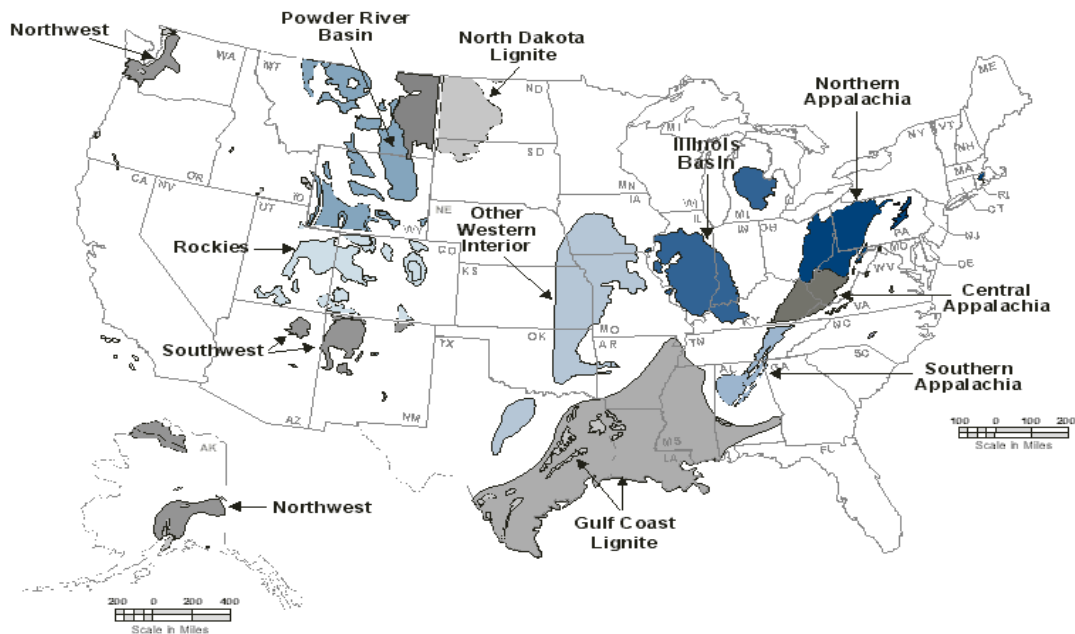 Northwest
Powder River
Basin
North Dakota
Lignite
Northern
Appalachia
Illinois
Basin
Other
Western
Interior
Rockies
Southwest
Central
Appalachia
Southern
Appalachia
Northwest
Gulf Coast
Lignite
WA
MT
ND
ME
MI
NY
VT
NH
MA
RI
CT
OR
ID
SD
MN
WI
CA
NV
UT
WY
NE
IA
IL
MI
IN
OH
PA
NJ
MD
DE
WV
VA
CO
KS
MO
KY
NC
AZ
NM
TX
OK
AR
TN
SC
AL
GA
MS
LA
FL
AK
100 0 100 200
Scale in Miles
200 0 200 400
Scale in Miles